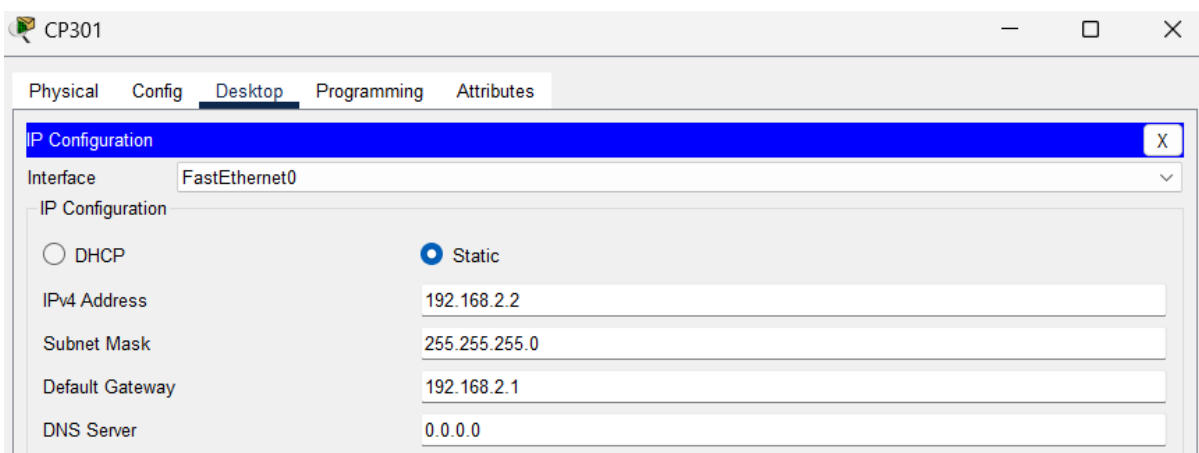 CP301
Physical Config Desktop Programming Attributes
IP Configuration X
Interface FastEthernet0
IP Configuration
DHCP Static
IPv4 Address 192.168.2.2
Subnet Mask 255.255.255.0
Default Gateway 192.168.2.1
DNS Server 0.0.0.0